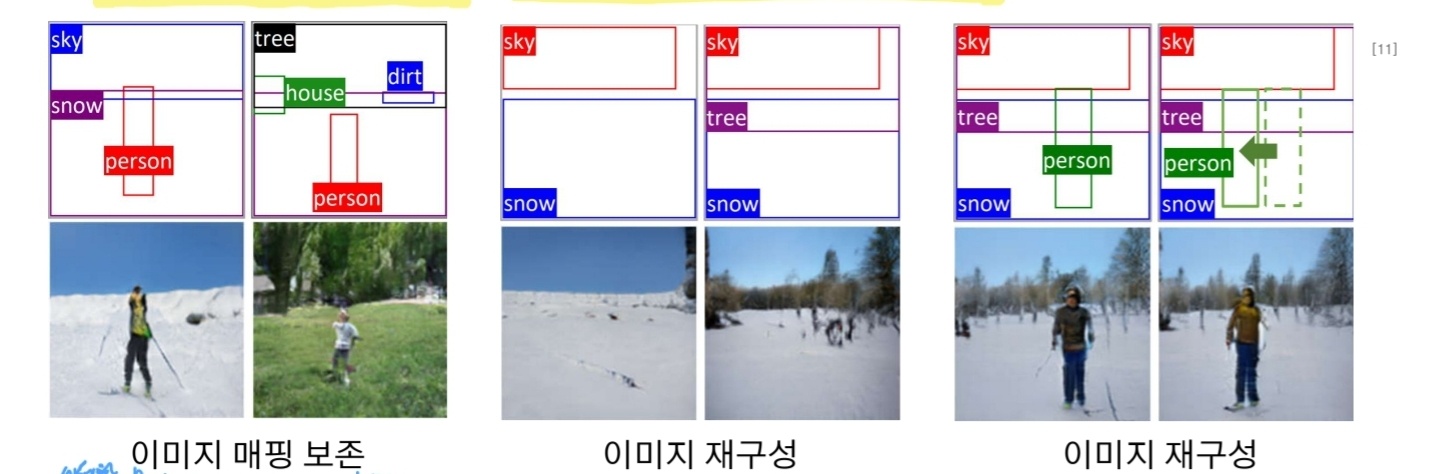 sky
snow
person
tree
house
dirt
person
sky
snow
sky
tree
snow
sky
tree
person
snow
sky
tree
person
snow
[11]
이미지 매핑 보존
이미지 재구성
이미지 재구성